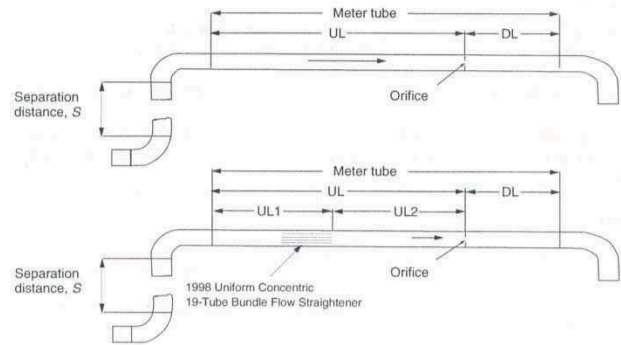 Meter tube
UL
DL
Separation
distance, S
Orifice
Meter tube
UL
DL
UL1
UL2
Separation
distance, S
Orifice
1998 Uniform Concentric
19-Tube Bundle Flow Straightener